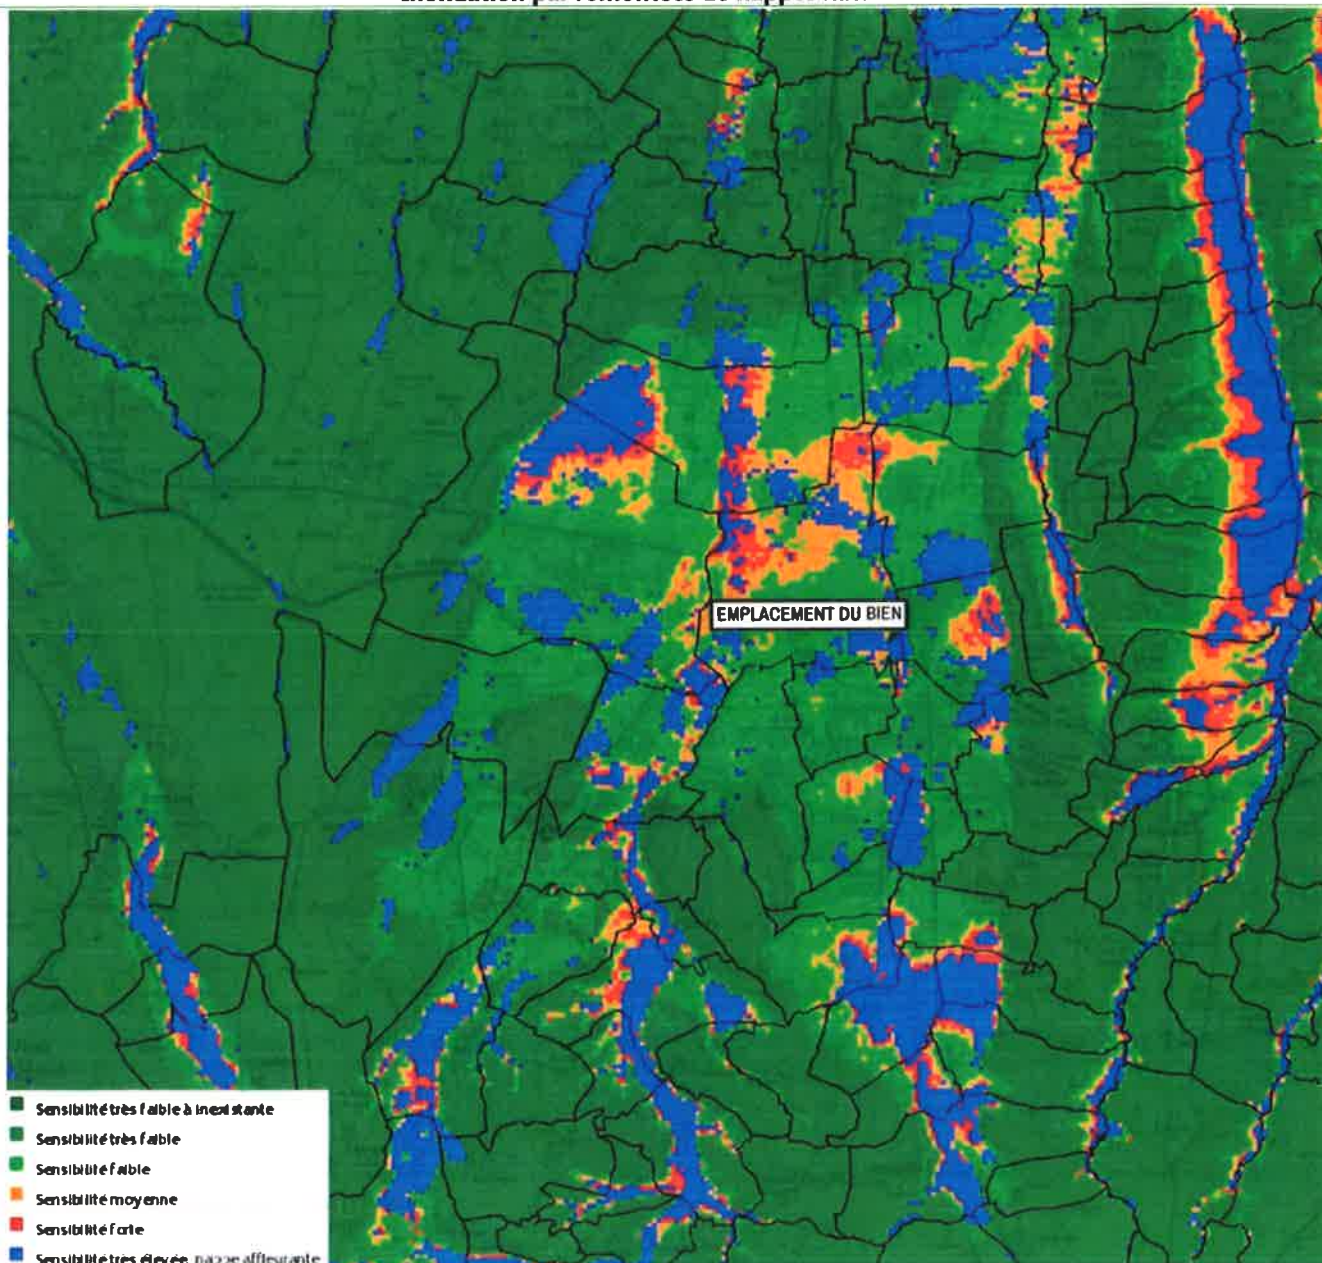 EMPLACEMENT DU BIEN
Sensibilité très faible à inexistante
Sensibilité très faible
Sensibilité faible
Sensibilité moyenne
Sensibilité forte
Sensibilité très élevée, nappe affleurante